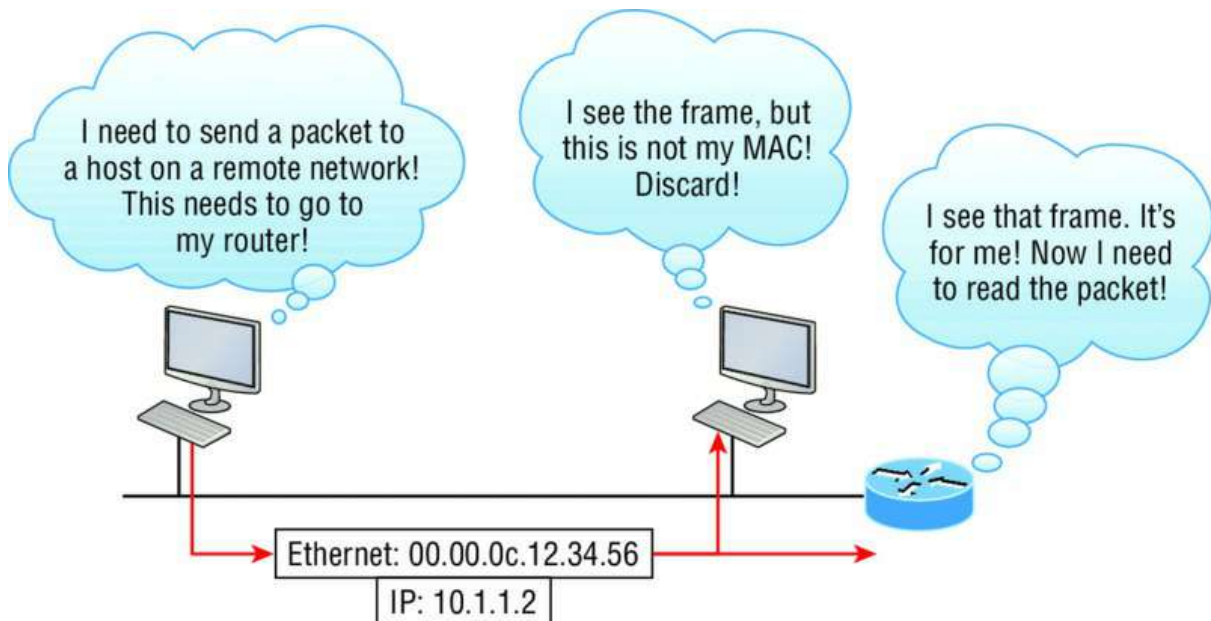 I need to send a packet to
a host on a remote network!
This needs to go to
my router!
I see the frame, but
this is not my MAC!
Discard!
I see that frame. It's
for me! Now I need
to read the packet!
Ethernet: 00.00.0c.12.34.56
IP: 10.1.1.2